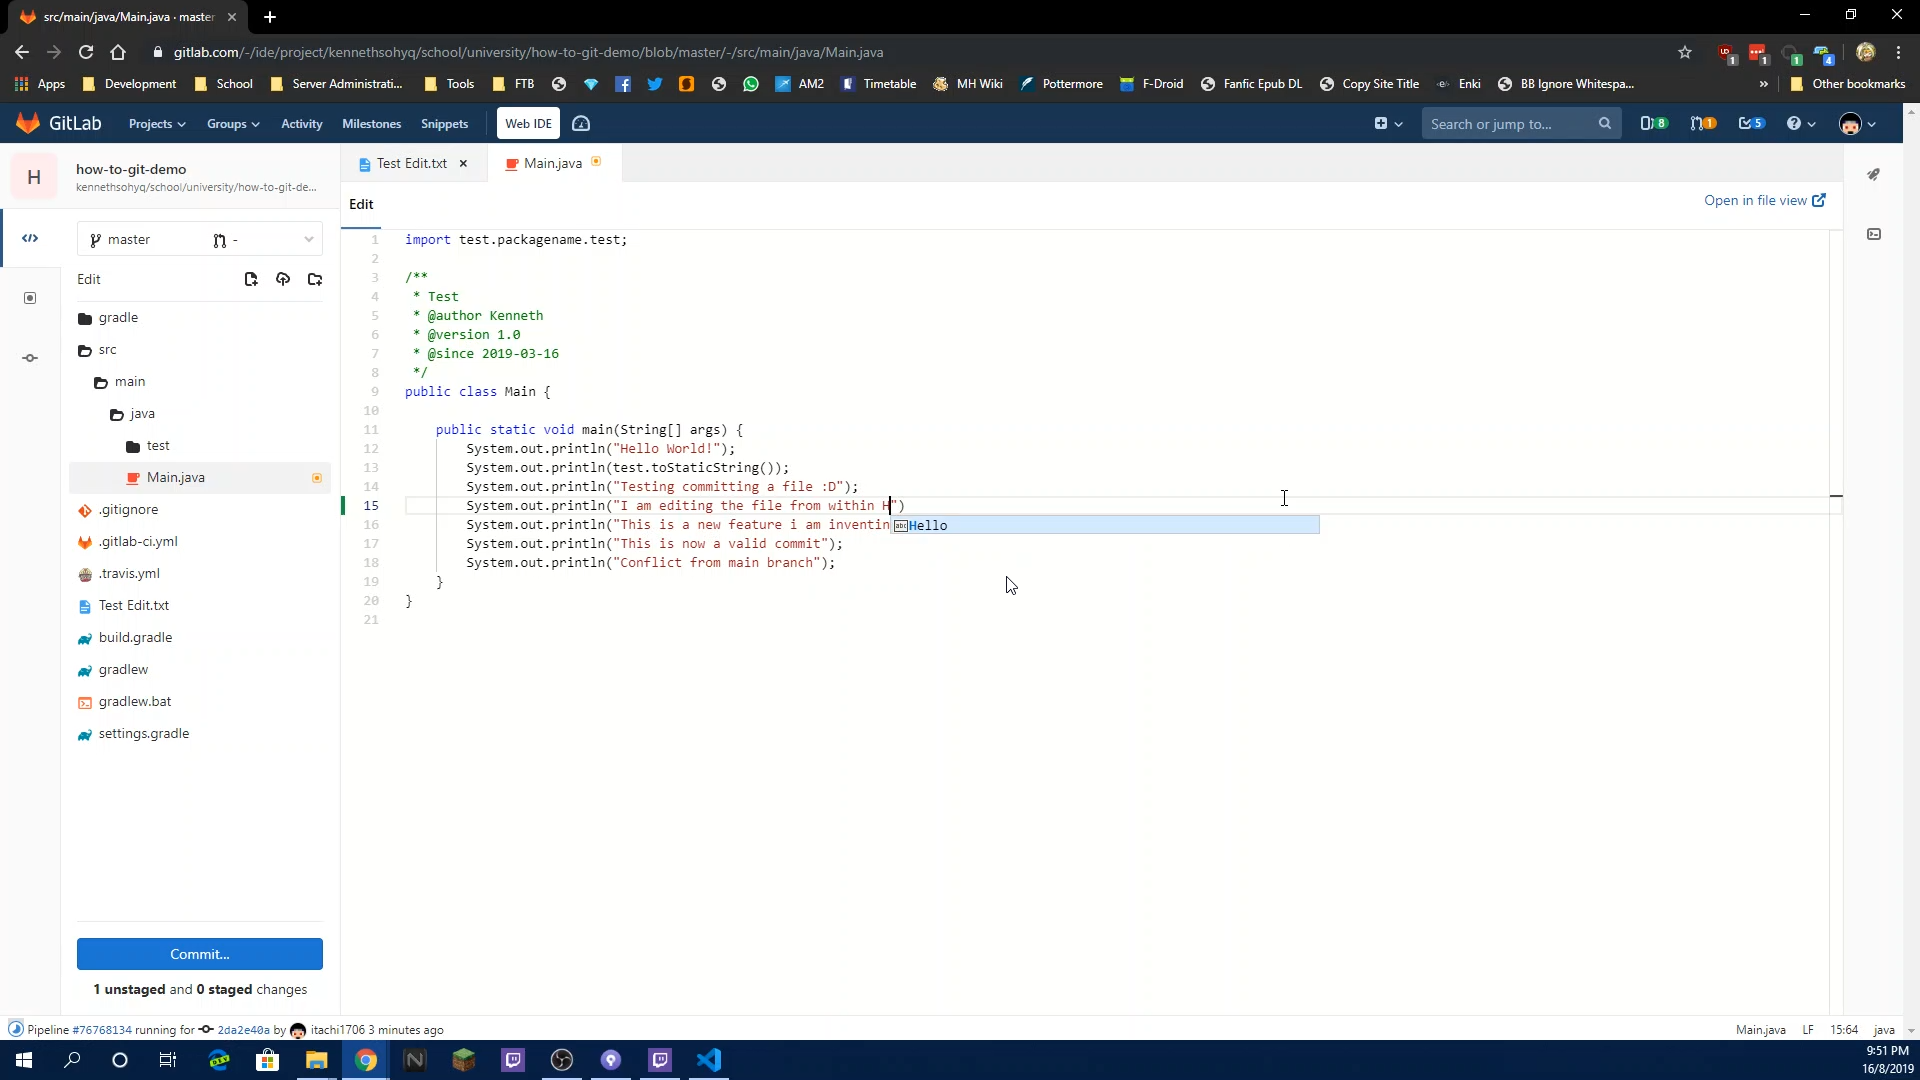 src/main/java/Main.java · master
gitlab.com/-/ide/project/kennethsohyq/school/university/how-to-git-demo/blob/master/-/src/main/java/Main.java
1
1
1
4
Apps
Development
School
Server Administrati...
Tools
FTB
AM2
Timetable
MH Wiki
Pottermore
F-Droid
Fanfic Epub DL
Copy Site Title
Enki
BB Ignore Whitespa...
»
Other bookmarks
GitLab
Projects
Groups
Activity
Milestones
Snippets
Web IDE
Search or jump to...
8
1
5
H
how-to-git-demo
kennethsohyq/school/university/how-to-git-de...
Test Edit.txt
Main.java
master
-
Edit
Open in file view
Edit
gradle
src
main
java
test
Main.java
.gitignore
.gitlab-ci.yml
.travis.yml
Test Edit.txt
build.gradle
gradlew
gradlew.bat
settings.gradle
1 import test.packagename.test;
2
3 /**
4 * Test
5 * @author Kenneth
6 * @version 1.0
7 * @since 2019-03-16
8 */
9 public class Main {
10
11 public static void main(String[] args) {
12 System.out.println("Hello World!");
13 System.out.println(test.toStaticString());
14 System.out.println("Testing committing a file :D");
15 System.out.println("I am editing the file from within H")
16 System.out.println("This is a new feature i am inventin
abc Hello
17 System.out.println("This is now a valid commit");
18 System.out.println("Conflict from main branch");
19 }
20 }
21
Commit...
1 unstaged and 0 staged changes
Pipeline #76768134 running for 2da2e40a by itachi1706 3 minutes ago
Main.java LF 15:64 java
DEV
N
9:51 PM
16/8/2019